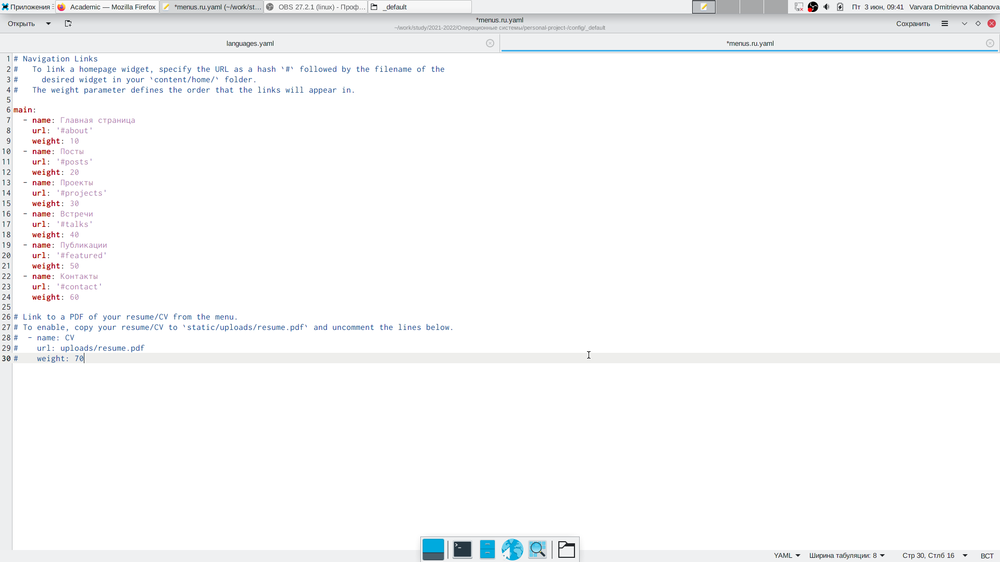 Приложения
Academic — Mozilla Firefox
*menus.ru.yaml (~/work/st...
OBS 27.2.1 (linux) - Проф...
_default
Пт 3 июн, 09:41
Varvara Dmitrievna Kabanova
Открыть
*menus.ru.yaml
~/work/study/2021-2022/Операционные системы/personal-project-/config/_default
Сохранить
languages.yaml
*menus.ru.yaml
1 # Navigation Links
2 #   To link a homepage widget, specify the URL as a hash `#` followed by the filename of the
3 #     desired widget in your `content/home/` folder.
4 #   The weight parameter defines the order that the links will appear in.
5
6 main:
7   - name: Главная страница
8     url: '#about'
9     weight: 10
10   - name: Посты
11     url: '#posts'
12     weight: 20
13   - name: Проекты
14     url: '#projects'
15     weight: 30
16   - name: Встречи
17     url: '#talks'
18     weight: 40
19   - name: Публикации
20     url: '#featured'
21     weight: 50
22   - name: Контакты
23     url: '#contact'
24     weight: 60
25
26 # Link to a PDF of your resume/CV from the menu.
27 # To enable, copy your resume/CV to `static/uploads/resume.pdf` and uncomment the lines below.
28 #  - name: CV
29 #    url: uploads/resume.pdf
30 #    weight: 70
YAML
Ширина табуляции: 8
Стр 30, Стлб 16
ВСТ